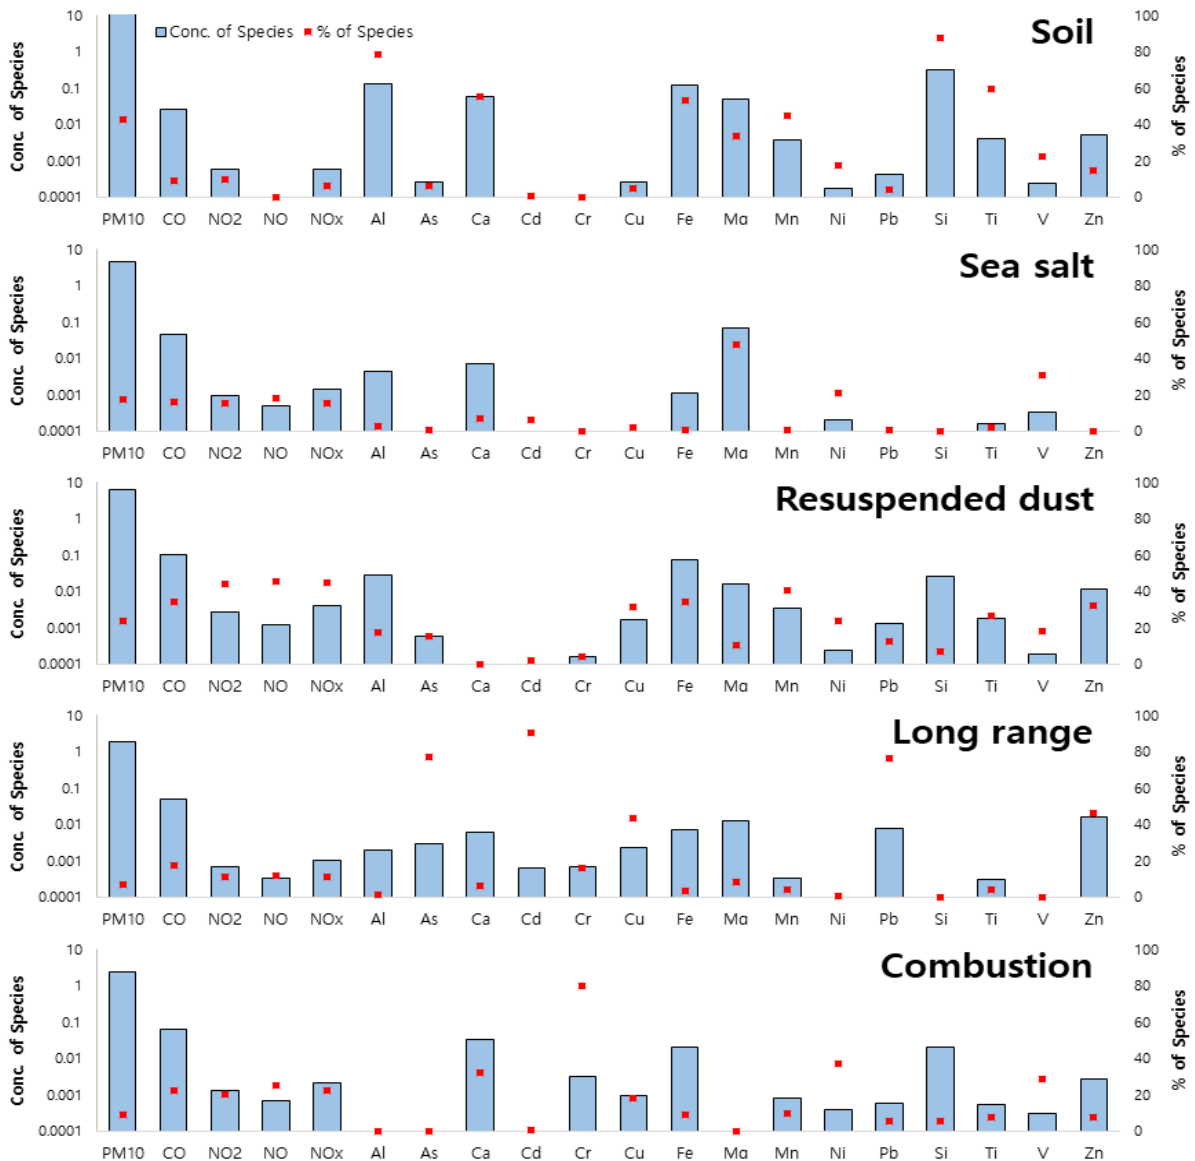 Soil
Conc. of Species
% of Species
Conc. of Species
10
1
0.1
0.01
0.001
0.0001
100
80
60
40
20
0
% of Species
PM10 CO NO2 NO NOx Al As Ca Cd Cr Cu Fe Mg Mn Ni Pb Si Ti V Zn
Sea salt
Conc. of Species
10
1
0.1
0.01
0.001
0.0001
100
80
60
40
20
0
% of Species
PM10 CO NO2 NO NOx Al As Ca Cd Cr Cu Fe Mg Mn Ni Pb Si Ti V Zn
Resuspended dust
Conc. of Species
10
1
0.1
0.01
0.001
0.0001
100
80
60
40
20
0
% of Species
PM10 CO NO2 NO NOx Al As Ca Cd Cr Cu Fe Mg Mn Ni Pb Si Ti V Zn
Long range
Conc. of Species
10
1
0.1
0.01
0.001
0.0001
100
80
60
40
20
0
% of Species
PM10 CO NO2 NO NOx Al As Ca Cd Cr Cu Fe Mg Mn Ni Pb Si Ti V Zn
Combustion
Conc. of Species
10
1
0.1
0.01
0.001
0.0001
100
80
60
40
20
0
% of Species
PM10 CO NO2 NO NOx Al As Ca Cd Cr Cu Fe Mg Mn Ni Pb Si Ti V Zn